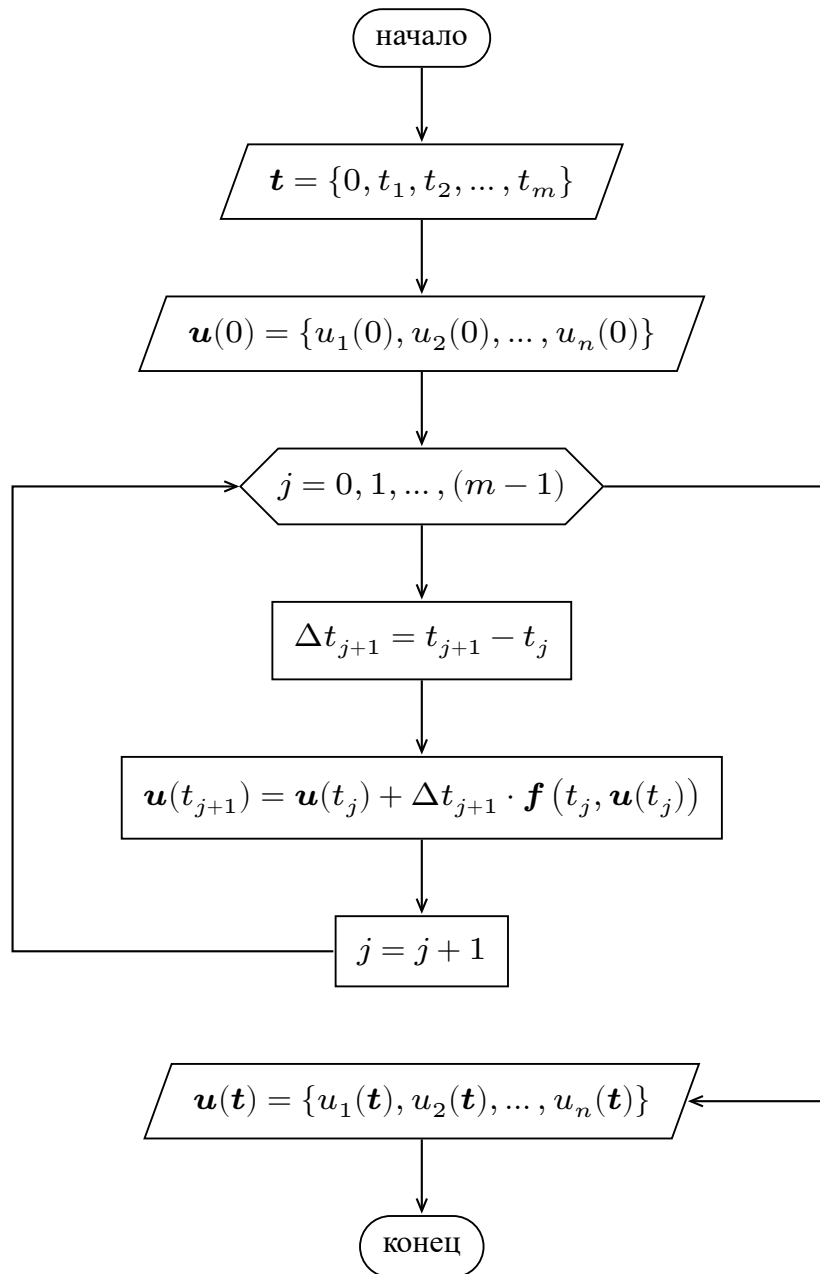 начало
𝒕 = {0, t₁, t₂, … , tₘ}
𝒖(0) = {u₁(0), u₂(0), … , uₙ(0)}
j = 0, 1, … , (m − 1)
Δtⱼ₊₁ = tⱼ₊₁ − tⱼ
𝒖(tⱼ₊₁) = 𝒖(tⱼ) + Δtⱼ₊₁ · 𝒇 (tⱼ, 𝒖(tⱼ))
j = j + 1
𝒖(𝒕) = {u₁(𝒕), u₂(𝒕), … , uₙ(𝒕)}
конец